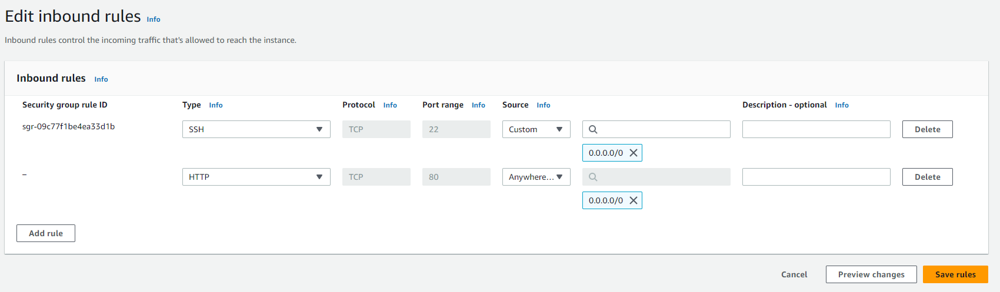 Edit inbound rules Info
Inbound rules control the incoming traffic that's allowed to reach the instance.
Inbound rules Info
Security group rule ID Type Info Protocol Info Port range Info Source Info Description - optional Info
sgr-09c77f1be4ea33d1b SSH TCP 22 Custom Delete
0.0.0.0/0
– HTTP TCP 80 Anywhere... Delete
0.0.0.0/0
Add rule
Cancel Preview changes Save rules